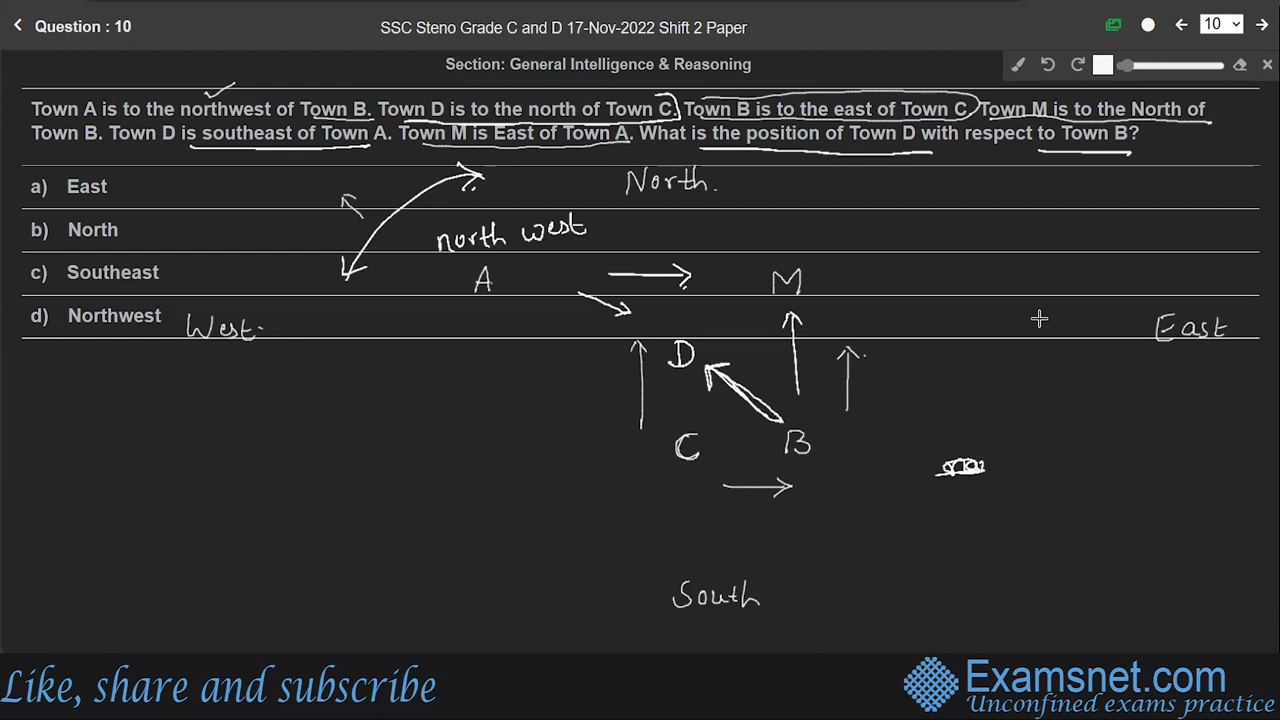 Question : 10
SSC Steno Grade C and D 17-Nov-2022 Shift 2 Paper
10
Section: General Intelligence & Reasoning
Town A is to the northwest of Town B. Town D is to the north of Town C. Town B is to the east of Town C. Town M is to the North of
Town B. Town D is southeast of Town A. Town M is East of Town A. What is the position of Town D with respect to Town B?
a) East
North.
b) North
north west
c) Southeast
A
M
d) Northwest
West.
East
D
C
B
South
Like, share and subscribe
Examsnet.com
Unconfined exams practice